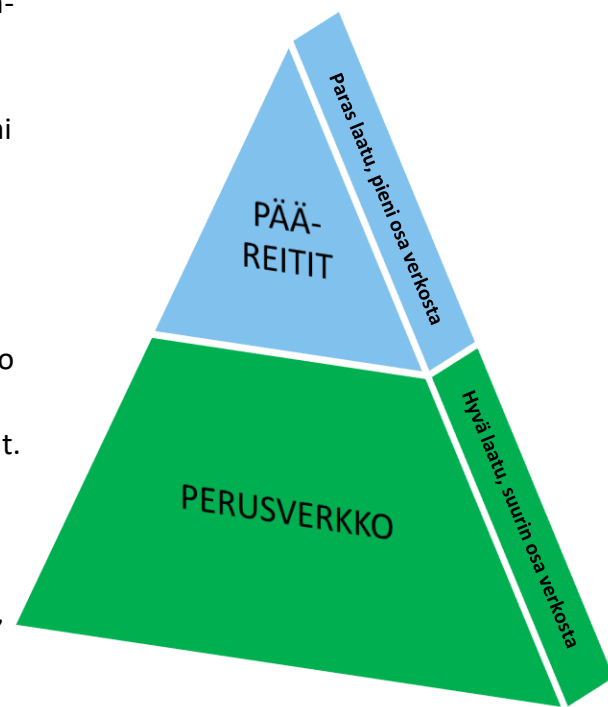 PÄÄ-
REITIT
Paras laatu, pieni osa verkosta
PERUSVERKKO
Hyvä laatu, suurin osa verkosta